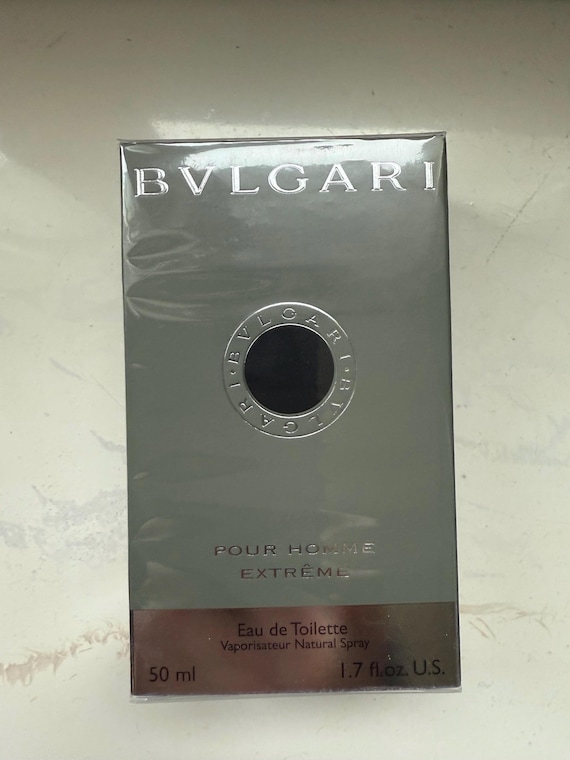 BVLGARI
BVLGARI · BVLGARI ·
POUR HOMME
EXTRÊME
Eau de Toilette
Vaporisateur Natural Spray
50 ml 1.7 fl.oz. U.S.